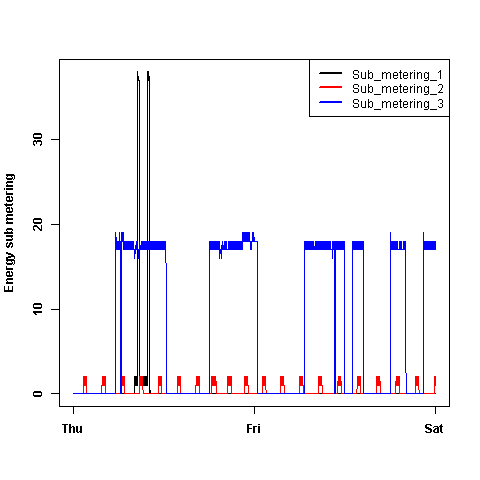 Sub_metering_1
Sub_metering_2
Sub_metering_3
Energy sub metering
30
20
10
0
Thu Fri Sat